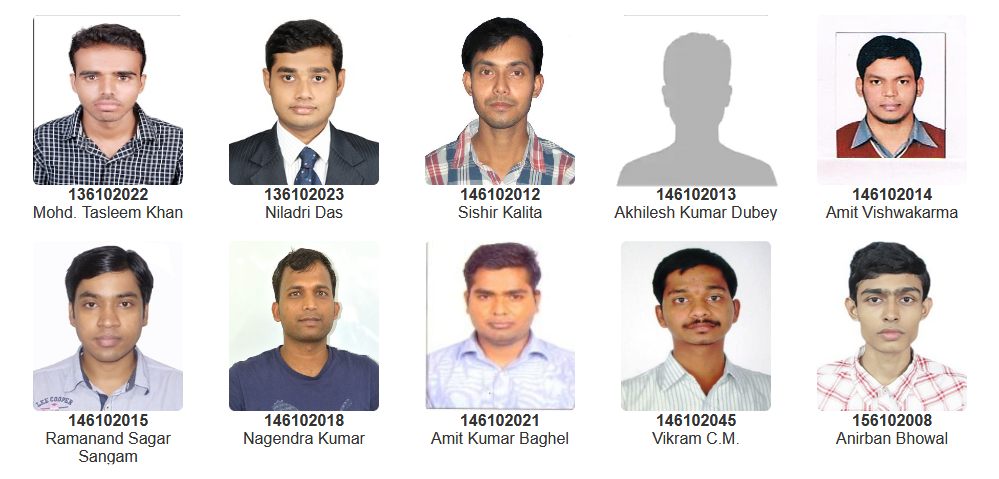 136102022
Mohd. Tasleem Khan
136102023
Niladri Das
146102012
Sishir Kalita
146102013
Akhilesh Kumar Dubey
146102014
Amit Vishwakarma
LEE COOPER
146102015
Ramanand Sagar
Sangam
146102018
Nagendra Kumar
146102021
Amit Kumar Baghel
146102045
Vikram C.M.
156102008
Anirban Bhowal